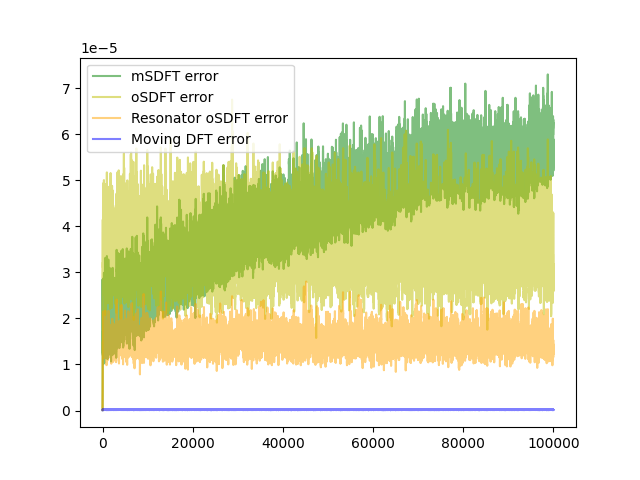 1e−5
7
6
5
4
3
2
1
0
mSDFT error
oSDFT error
Resonator oSDFT error
Moving DFT error
0 20000 40000 60000 80000 100000